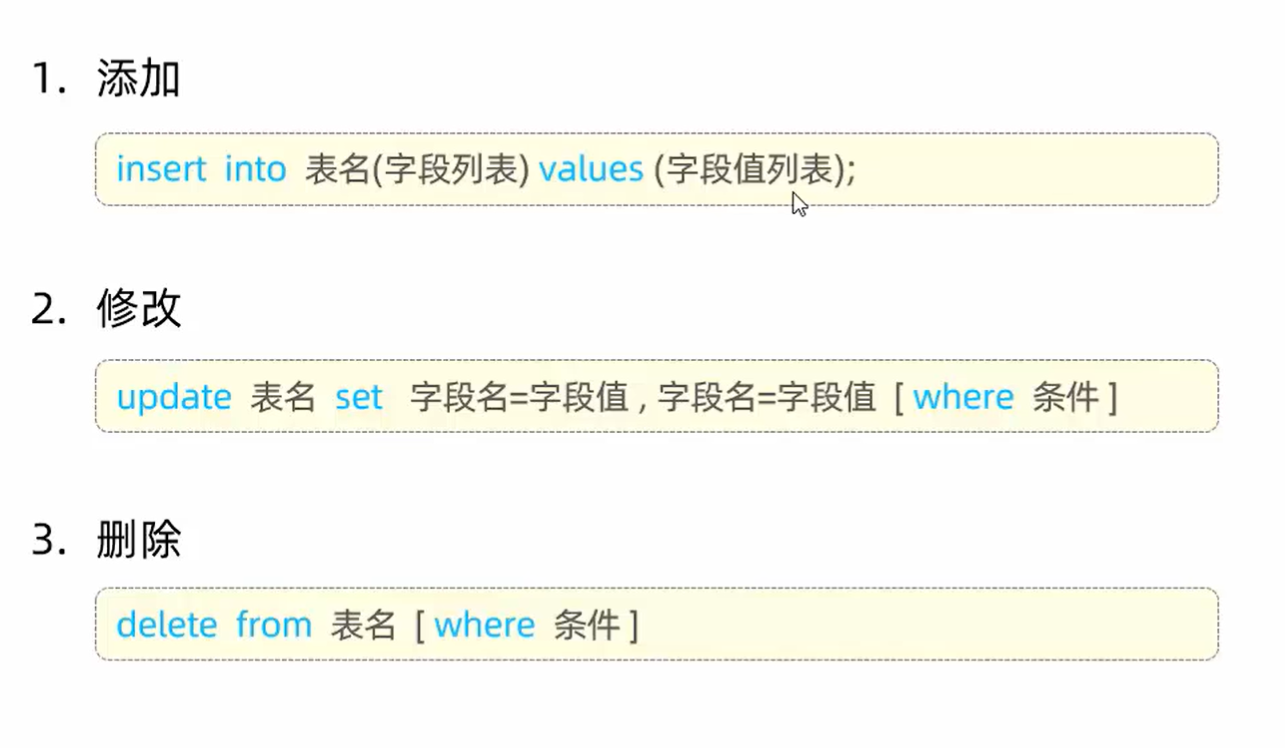 1. 添加
insert into 表名(字段列表) values (字段值列表);
2. 修改
update 表名 set 字段名=字段值 , 字段名=字段值 [ where 条件 ]
3. 删除
delete from 表名 [ where 条件 ]